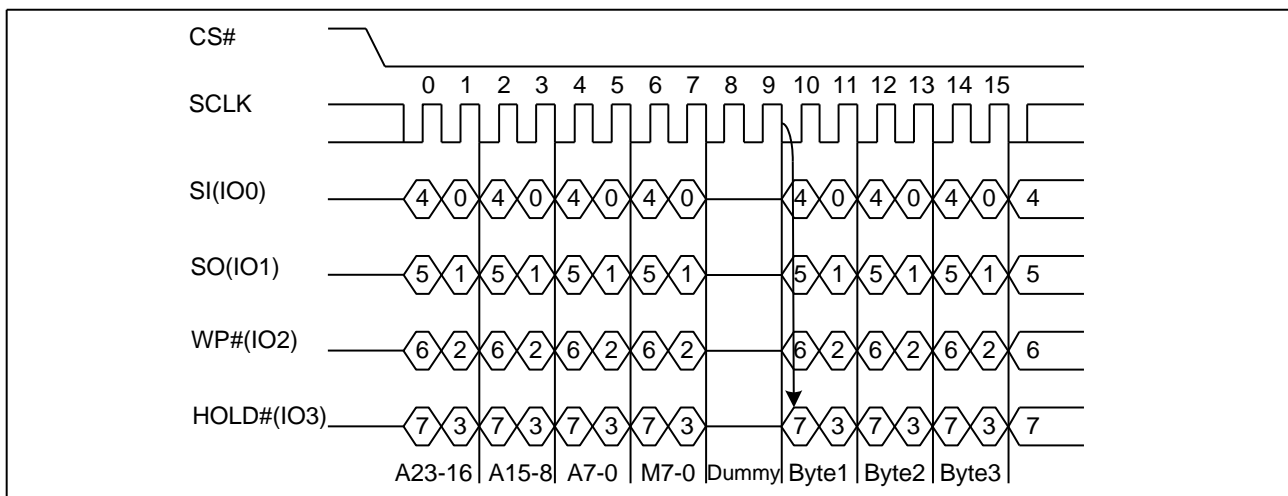 CS#
0 1 2 3 4 5 6 7 8 9 10 11 12 13 14 15
SCLK
SI(IO0) 4 0 4 0 4 0 4 0 4 0 4 0 4 0 4
SO(IO1) 5 1 5 1 5 1 5 1 5 1 5 1 5 1 5
WP#(IO2) 6 2 6 2 6 2 6 2 6 2 6 2 6 2 6
HOLD#(IO3) 7 3 7 3 7 3 7 3 7 3 7 3 7 3 7
A23-16 A15-8 A7-0 M7-0 Dummy Byte1 Byte2 Byte3